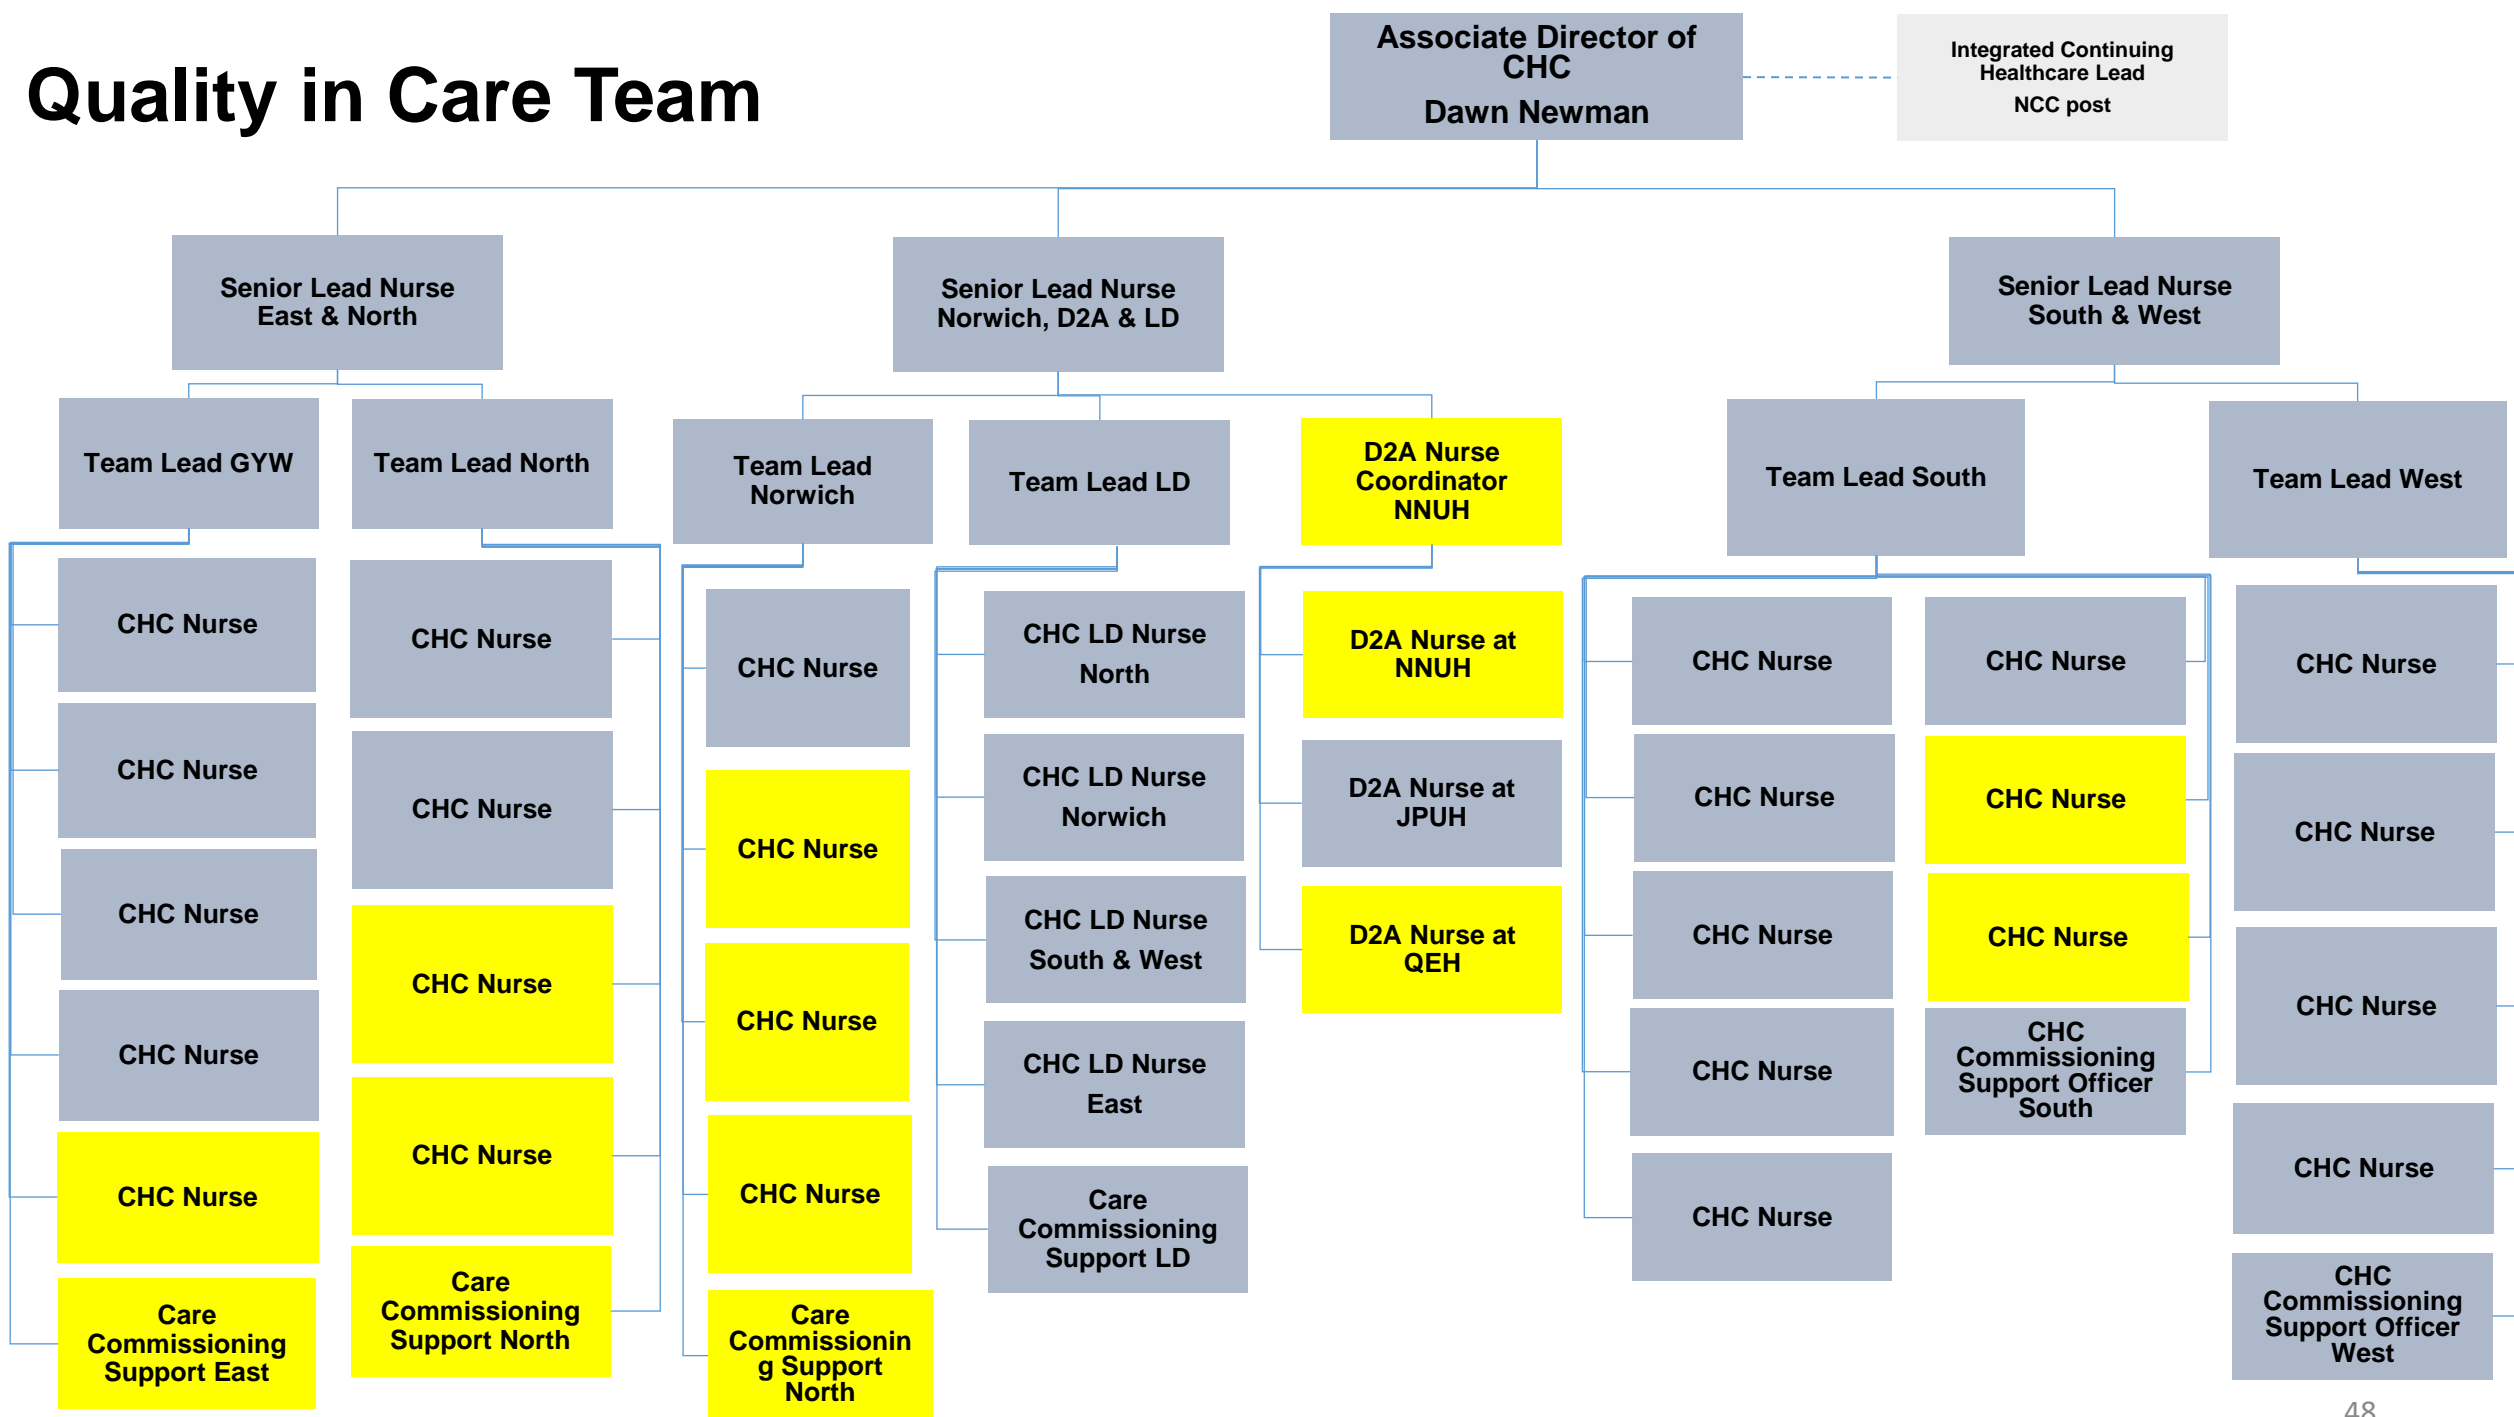 Quality in Care Team
Associate Director of
CHC
Dawn Newman
Integrated Continuing
Healthcare Lead
NCC post
Senior Lead Nurse
East & North
Senior Lead Nurse
Norwich, D2A & LD
Senior Lead Nurse
South & West
Team Lead GYW
Team Lead North
Team Lead
Norwich
Team Lead LD
D2A Nurse
Coordinator
NNUH
Team Lead South
Team Lead West
CHC Nurse
CHC Nurse
CHC Nurse
CHC Nurse
CHC Nurse
Care
Commissioning
Support East
CHC Nurse
CHC Nurse
CHC Nurse
CHC Nurse
Care
Commissioning
Support North
CHC Nurse
CHC Nurse
CHC Nurse
CHC Nurse
Care
Commissionin
g Support
North
CHC LD Nurse
North
CHC LD Nurse
Norwich
CHC LD Nurse
South & West
CHC LD Nurse
East
Care
Commissioning
Support LD
D2A Nurse at
NNUH
D2A Nurse at
JPUH
D2A Nurse at
QEH
CHC Nurse
CHC Nurse
CHC Nurse
CHC Nurse
CHC Nurse
CHC Nurse
CHC Nurse
CHC Nurse
CHC
Commissioning
Support Officer
South
CHC Nurse
CHC Nurse
CHC Nurse
CHC Nurse
CHC
Commissioning
Support Officer
West
48